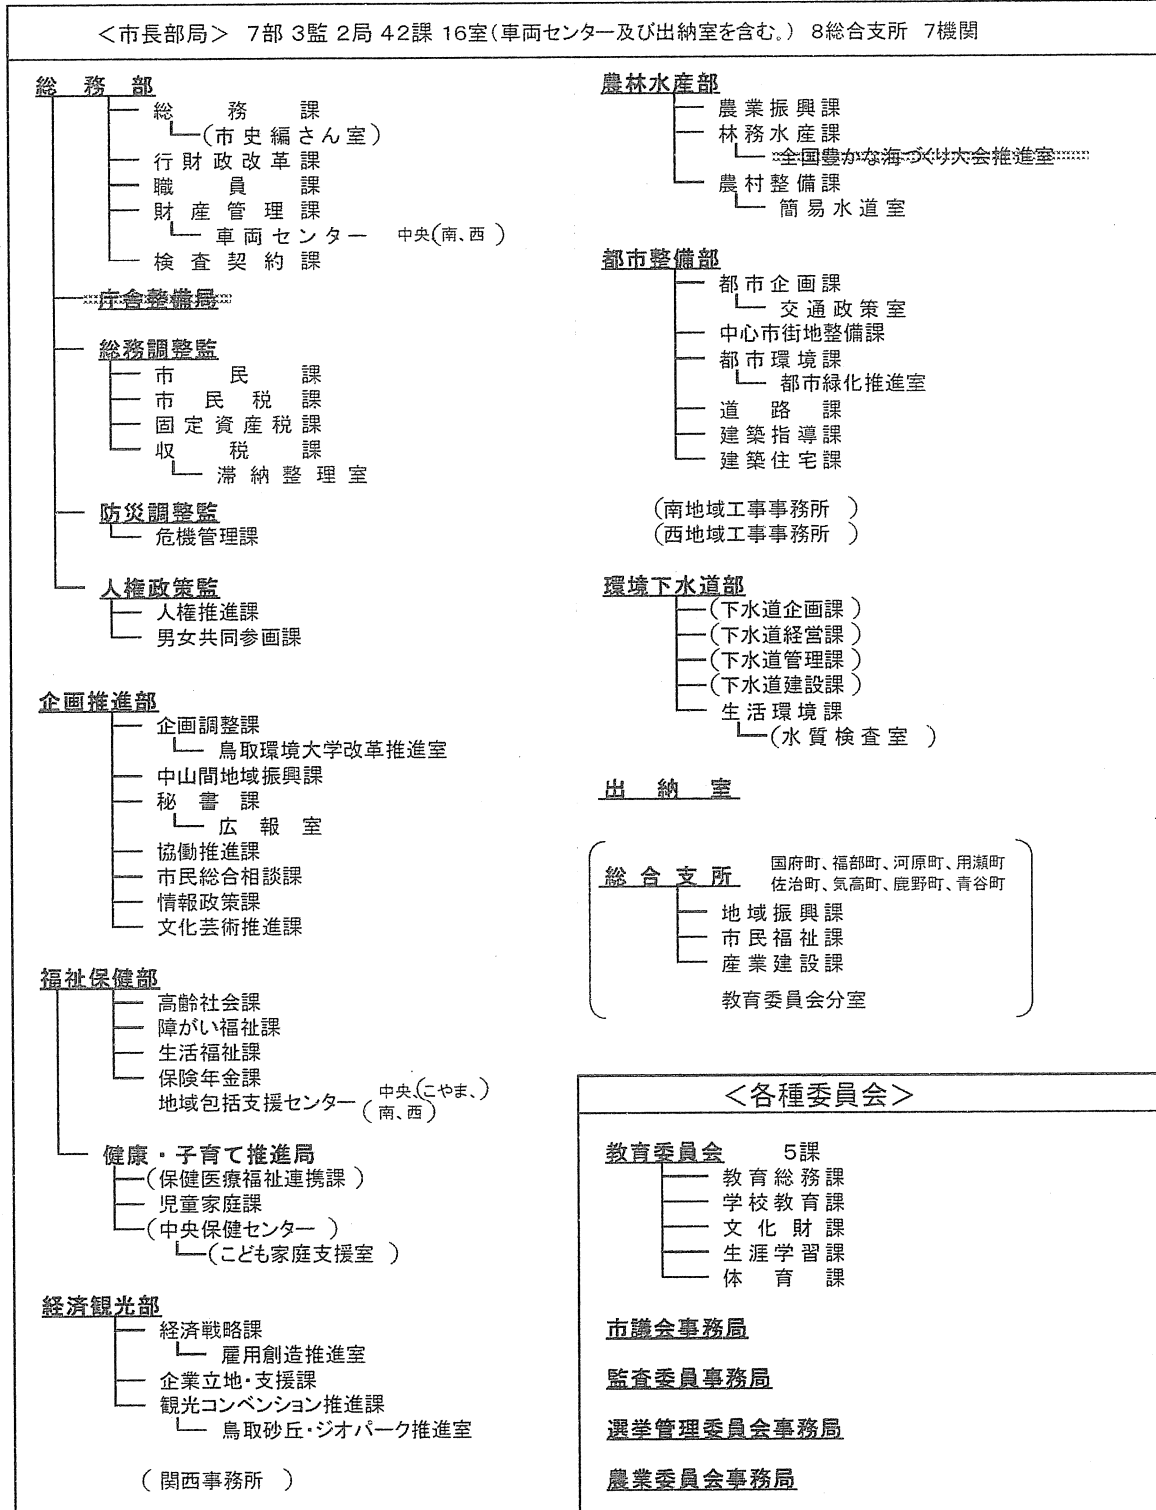 ＜市長部局＞ 7部 3監 2局 42課 16室（車両センター及び出納室を含む。） 8総合支所 7機関
総務部
総務課
（市史編さん室）
行財政改革課
職員課
財産管理課
車両センター 中央（南、西）
検査契約課
庁舎整備局
総務調整監
市民課
市民税課
固定資産税課
収税課
滞納整理室
防災調整監
危機管理課
人権政策監
人権推進課
男女共同参画課
企画推進部
企画調整課
鳥取環境大学改革推進室
中山間地域振興課
秘書課
広報室
協働推進課
市民総合相談課
情報政策課
文化芸術推進課
福祉保健部
高齢社会課
障がい福祉課
生活福祉課
保険年金課
地域包括支援センター 中央、（こやま、）
（南、西）
健康・子育て推進局
（保健医療福祉連携課）
児童家庭課
（中央保健センター）
（こども家庭支援室）
経済観光部
経済戦略課
雇用創造推進室
企業立地・支援課
観光コンベンション推進課
鳥取砂丘・ジオパーク推進室
（関西事務所）
農林水産部
農業振興課
林務水産課
全国豊かな海づくり大会推進室
農村整備課
簡易水道室
都市整備部
都市企画課
交通政策室
中心市街地整備課
都市環境課
都市緑化推進室
道路課
建築指導課
建築住宅課
（南地域工事事務所）
（西地域工事事務所）
環境下水道部
（下水道企画課）
（下水道経営課）
（下水道管理課）
（下水道建設課）
生活環境課
（水質検査室）
出納室
総合支所 国府町、福部町、河原町、用瀬町
佐治町、気高町、鹿野町、青谷町
地域振興課
市民福祉課
産業建設課
教育委員会分室
＜各種委員会＞
教育委員会 5課
教育総務課
学校教育課
文化財課
生涯学習課
体育課
市議会事務局
監査委員事務局
選挙管理委員会事務局
農業委員会事務局